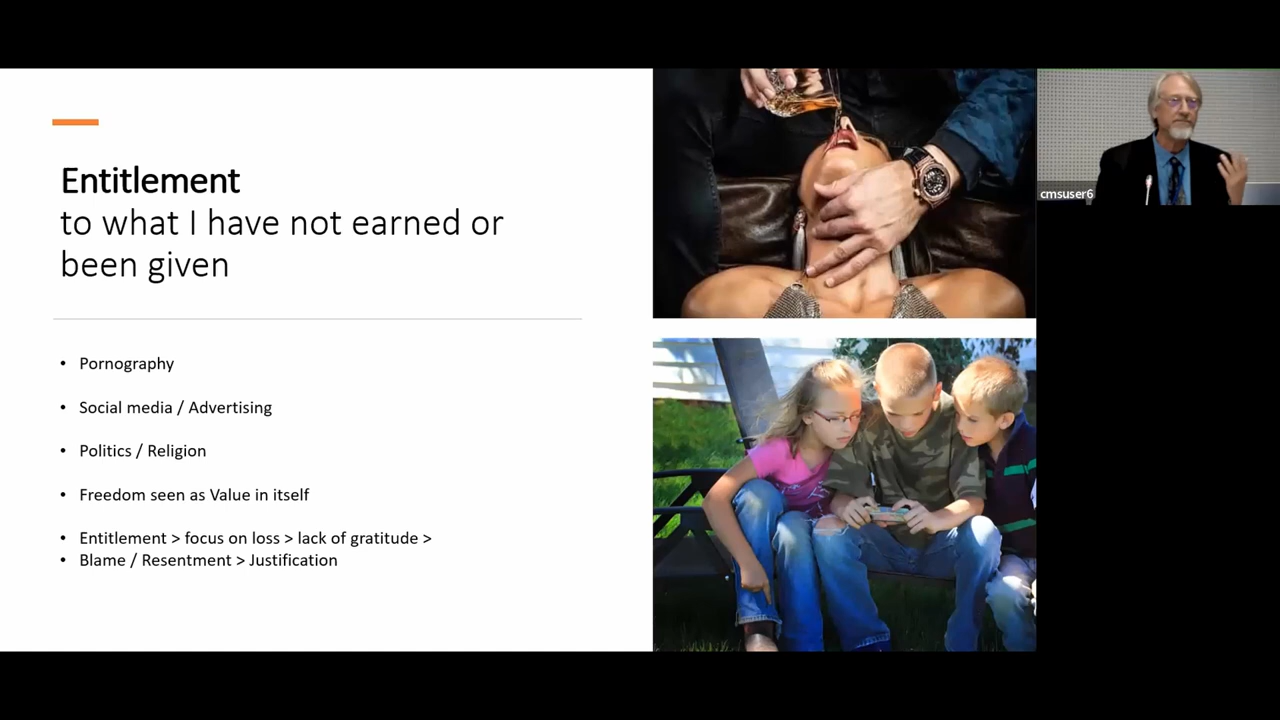 Entitlement
to what I have not earned or
been given
• Pornography
• Social media / Advertising
• Politics / Religion
• Freedom seen as Value in itself
• Entitlement > focus on loss > lack of gratitude >
• Blame / Resentment > Justification
cmsuser6